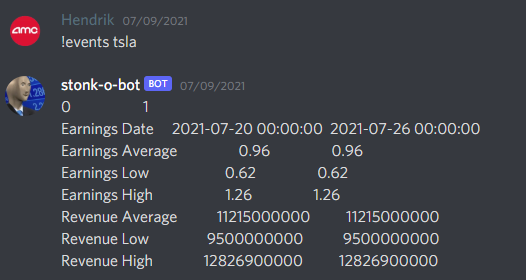 Hendrik 07/09/2021
amc
!events tsla
stonk-o-bot BOT 07/09/2021
0 1
Earnings Date 2021-07-20 00:00:00 2021-07-26 00:00:00
Earnings Average 0.96 0.96
Earnings Low 0.62 0.62
Earnings High 1.26 1.26
Revenue Average 11215000000 11215000000
Revenue Low 9500000000 9500000000
Revenue High 12826900000 12826900000